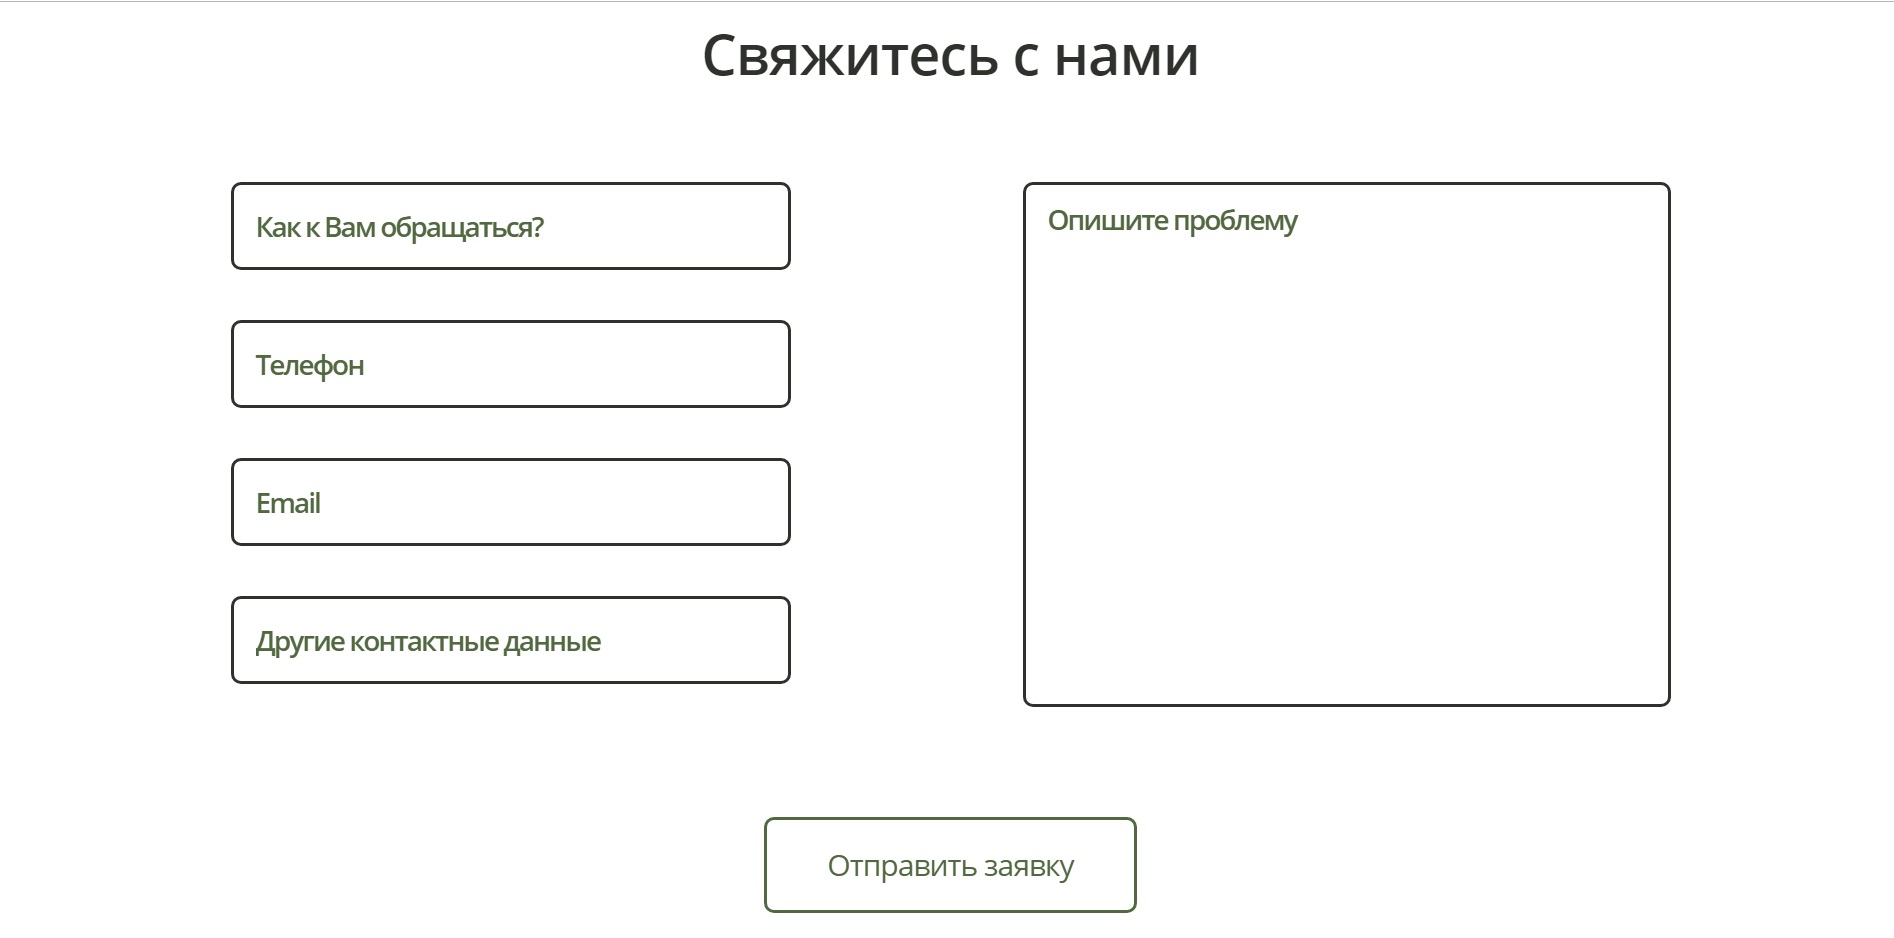 Свяжитесь с нами
Как к Вам обращаться?
Телефон
Email
Другие контактные данные
Опишите проблему
Отправить заявку